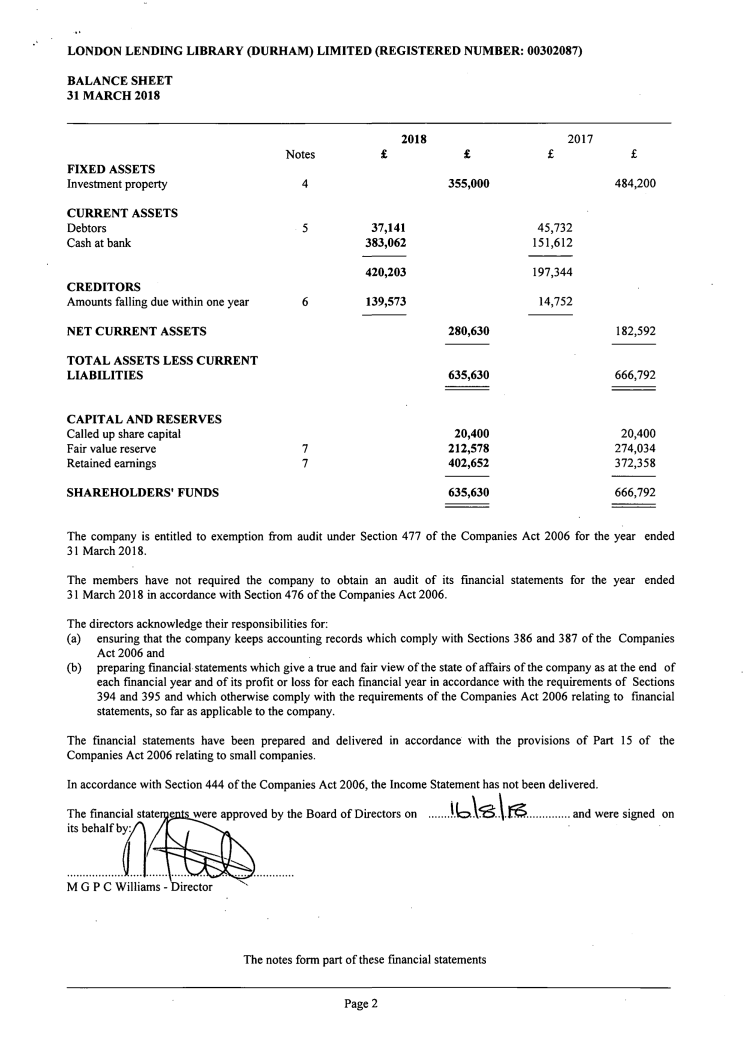 LONDON LENDING LIBRARY (DURHAM) LIMITED (REGISTERED NUMBER: 00302087)
BALANCE SHEET
31 MARCH 2018
2018 2017
Notes £ £ £ £
FIXED ASSETS
Investment property 4 355,000 484,200
CURRENT ASSETS
Debtors 5 37,141 45,732
Cash at bank 383,062 151,612
420,203 197,344
CREDITORS
Amounts falling due within one year 6 139,573 14,752
NET CURRENT ASSETS 280,630 182,592
TOTAL ASSETS LESS CURRENT
LIABILITIES 635,630 666,792
CAPITAL AND RESERVES
Called up share capital 20,400 20,400
Fair value reserve 7 212,578 274,034
Retained earnings 7 402,652 372,358
SHAREHOLDERS' FUNDS 635,630 666,792
The company is entitled to exemption from audit under Section 477 of the Companies Act 2006 for the year ended
31 March 2018.
The members have not required the company to obtain an audit of its financial statements for the year ended
31 March 2018 in accordance with Section 476 of the Companies Act 2006.
The directors acknowledge their responsibilities for:
(a) ensuring that the company keeps accounting records which comply with Sections 386 and 387 of the Companies
Act 2006 and
(b) preparing financial statements which give a true and fair view of the state of affairs of the company as at the end of
each financial year and of its profit or loss for each financial year in accordance with the requirements of Sections
394 and 395 and which otherwise comply with the requirements of the Companies Act 2006 relating to financial
statements, so far as applicable to the company.
The financial statements have been prepared and delivered in accordance with the provisions of Part 15 of the
Companies Act 2006 relating to small companies.
In accordance with Section 444 of the Companies Act 2006, the Income Statement has not been delivered.
The financial statements were approved by the Board of Directors on ........16/8/18.............. and were signed on
its behalf by:
M G P C Williams - Director
The notes form part of these financial statements
Page 2